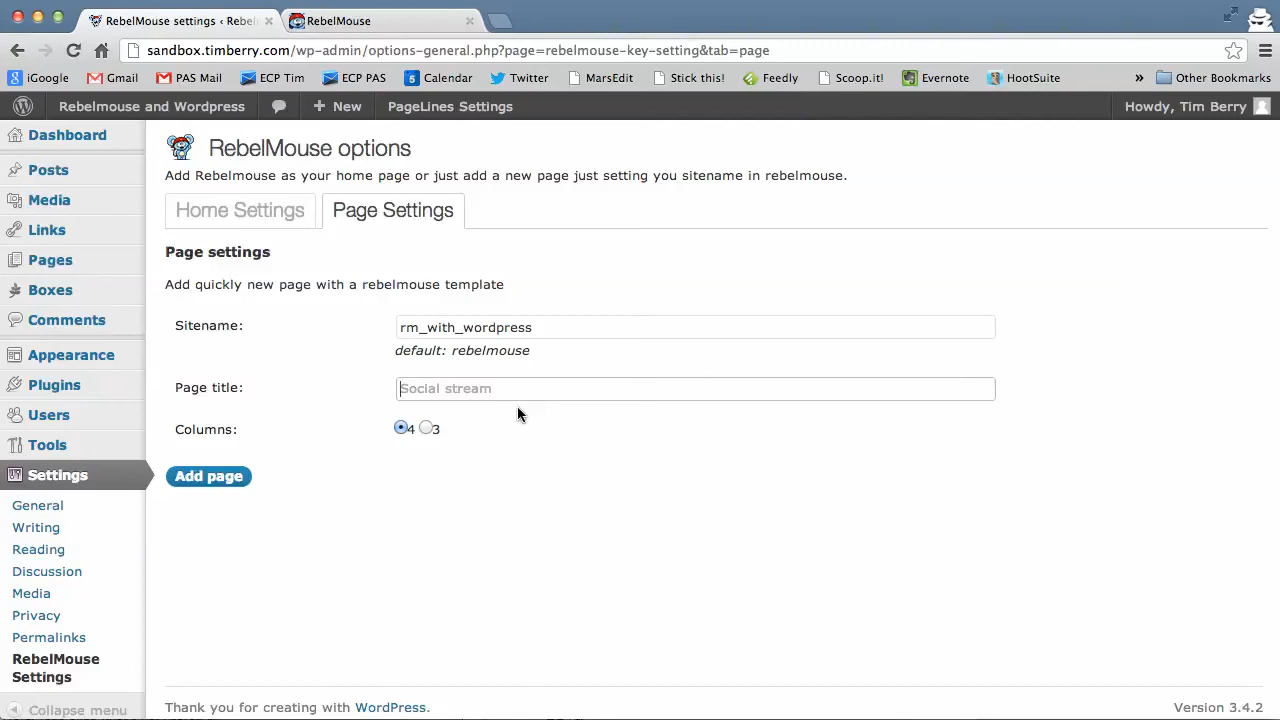 RebelMouse settings ‹ Rebel
RebelMouse
sandbox.timberry.com/wp-admin/options-general.php?page=rebelmouse-key-setting&tab=page
iGoogle Gmail PAS Mail ECP Tim ECP PAS 5 Calendar Twitter MarsEdit Stick this! Feedly Scoop.it! Evernote HootSuite » Other Bookmarks
Rebelmouse and Wordpress + New PageLines Settings Howdy, Tim Berry
Dashboard
Posts
Media
Links
Pages
Boxes
Comments
Appearance
Plugins
Users
Tools
Settings
General
Writing
Reading
Discussion
Media
Privacy
Permalinks
RebelMouse
Settings
Collapse menu
RebelMouse options
Add Rebelmouse as your home page or just add a new page just setting you sitename in rebelmouse.
Home Settings Page Settings
Page settings
Add quickly new page with a rebelmouse template
Sitename: rm_with_wordpress
default: rebelmouse
Page title: Social stream
Columns: 4 3
Add page
Thank you for creating with WordPress. Version 3.4.2